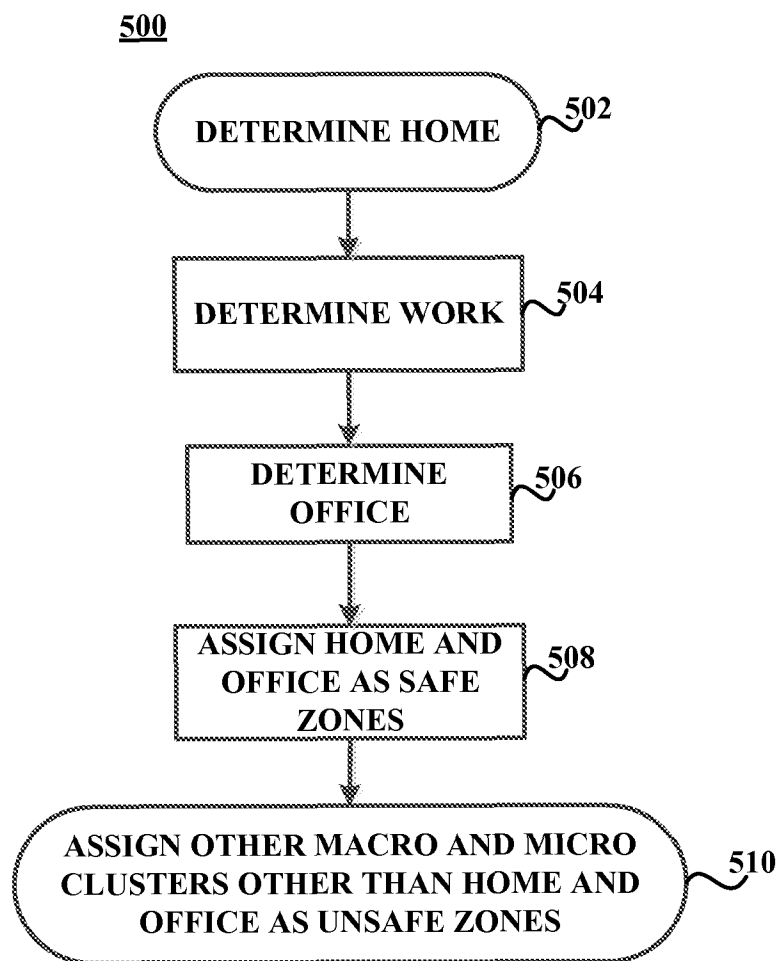 500
DETERMINE HOME
502
DETERMINE WORK
504
DETERMINE
OFFICE
506
ASSIGN HOME AND
OFFICE AS SAFE
ZONES
508
ASSIGN OTHER MACRO AND MICRO
CLUSTERS OTHER THAN HOME AND
OFFICE AS UNSAFE ZONES
510